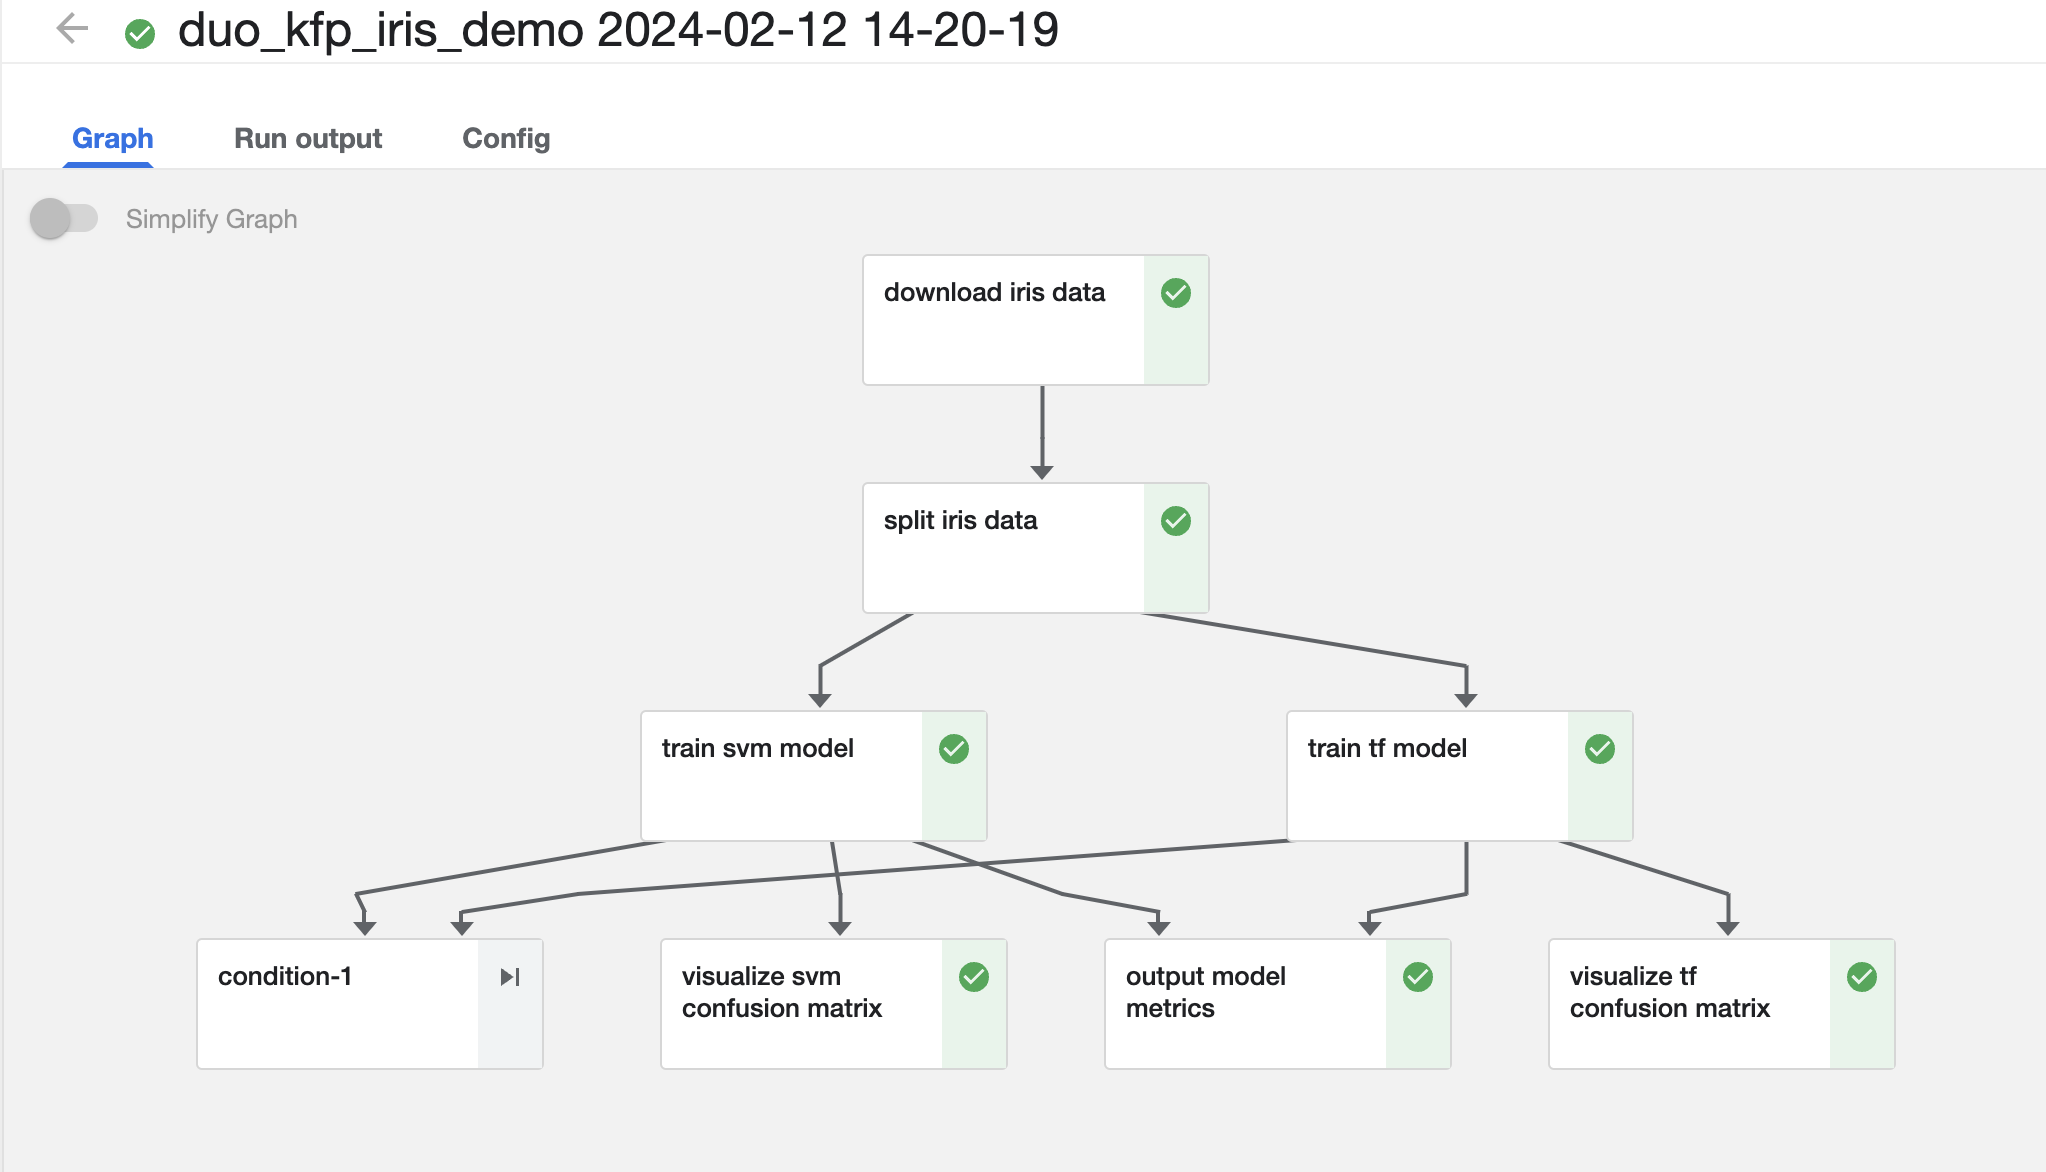 duo_kfp_iris_demo 2024-02-12 14-20-19
Graph
Run output
Config
Simplify Graph
download iris data
split iris data
train svm model
train tf model
condition-1
visualize svm
confusion matrix
output model
metrics
visualize tf
confusion matrix